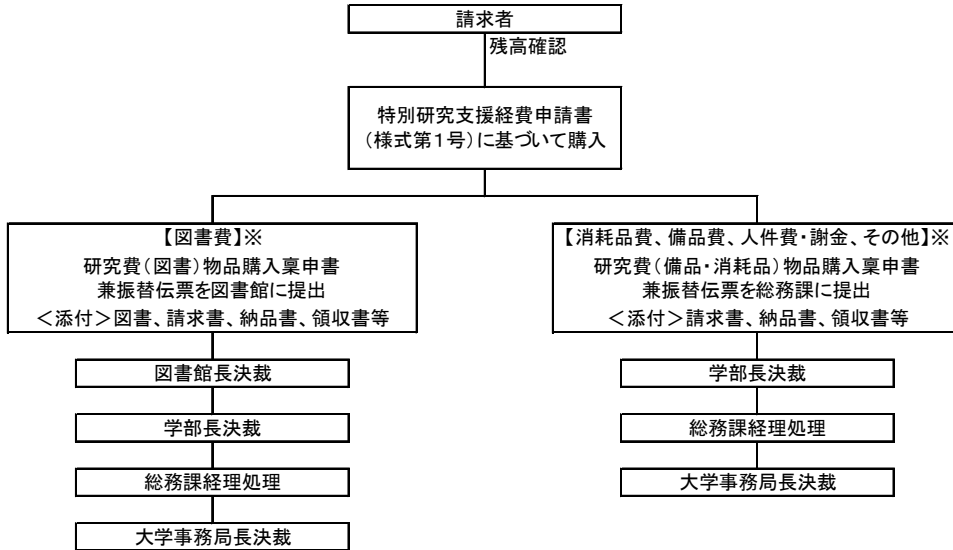 請求者
残高確認
特別研究支援経費申請書
(様式第1号)に基づいて購入
【図書費】※
研究費(図書)物品購入稟申書
兼振替伝票を図書館に提出
＜添付＞図書、請求書、納品書、領収書等
図書館長決裁
学部長決裁
総務課経理処理
大学事務局長決裁
【消耗品費、備品費、人件費・謝金、その他】※
研究費(備品・消耗品)物品購入稟申書
兼振替伝票を総務課に提出
＜添付＞請求書、納品書、領収書等
学部長決裁
総務課経理処理
大学事務局長決裁